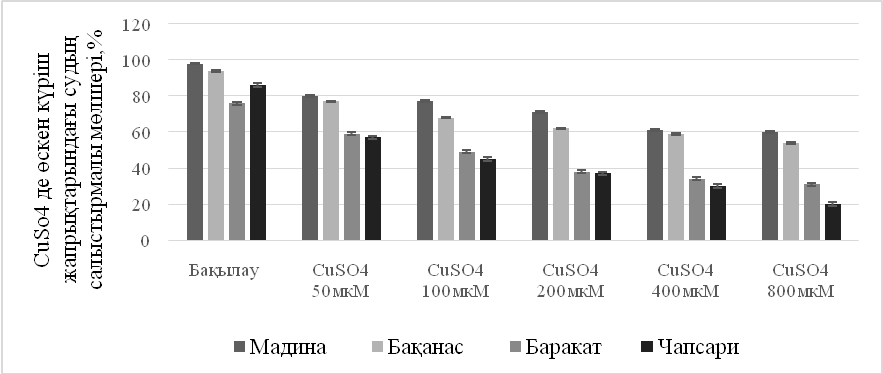 CuSo4 де өскен күріш
жапрықтарындағы судың
салыстырмалы мөлшері,%
120
100
80
60
40
20
0
Бақылау
CuSO4
50мкМ
CuSO4
100мкМ
CuSO4
200мкМ
CuSO4
400мкМ
CuSO4
800мкМ
Мадина Бақанас Баракат Чапсари